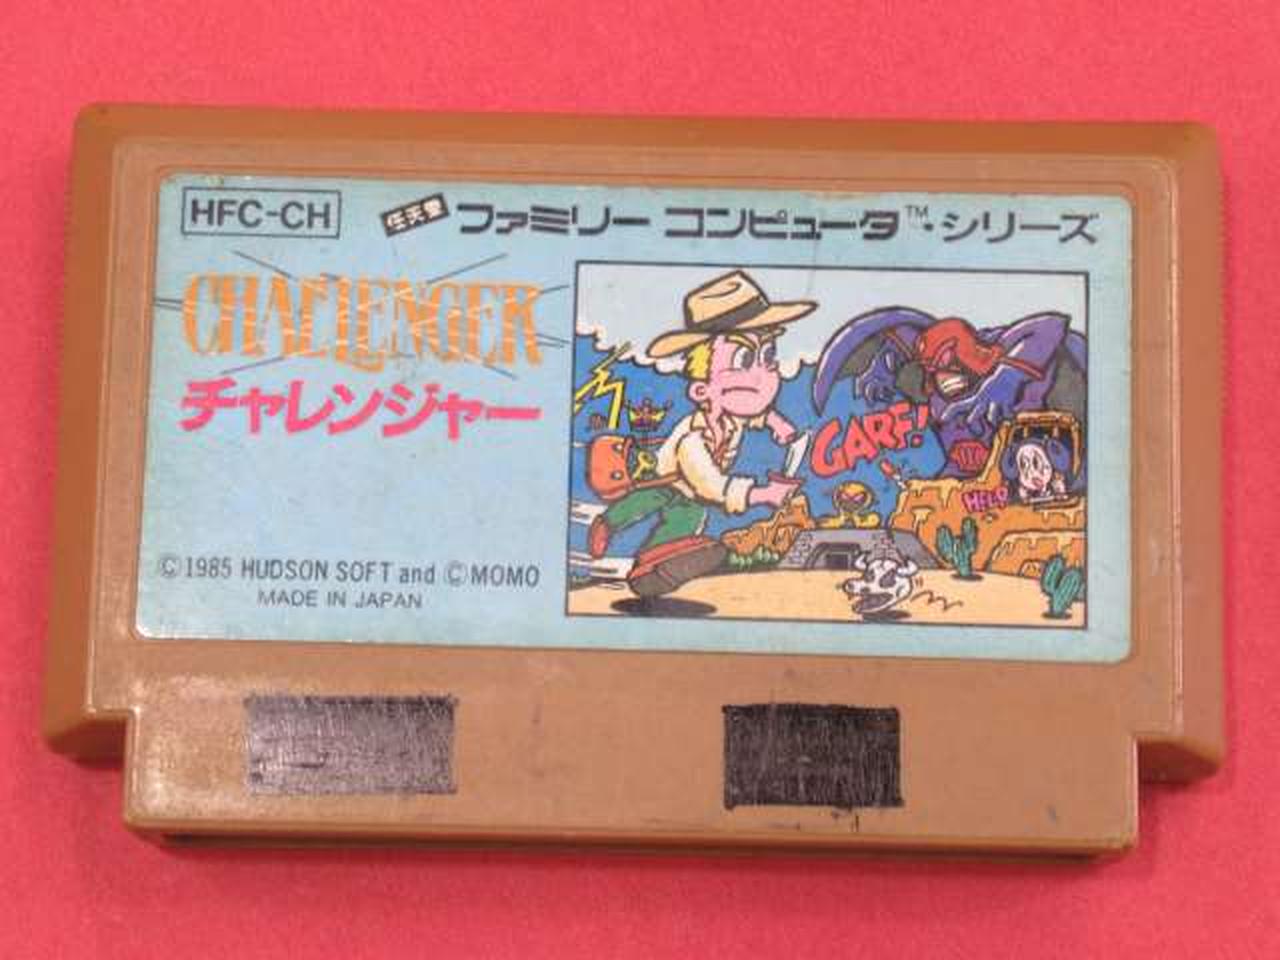 HFC-CH
任天堂 ファミリー コンピュータ™・シリーズ
CHALLENGER
チャレンジャー
GARF!
HELP
©1985 HUDSON SOFT and ©MOMO
MADE IN JAPAN